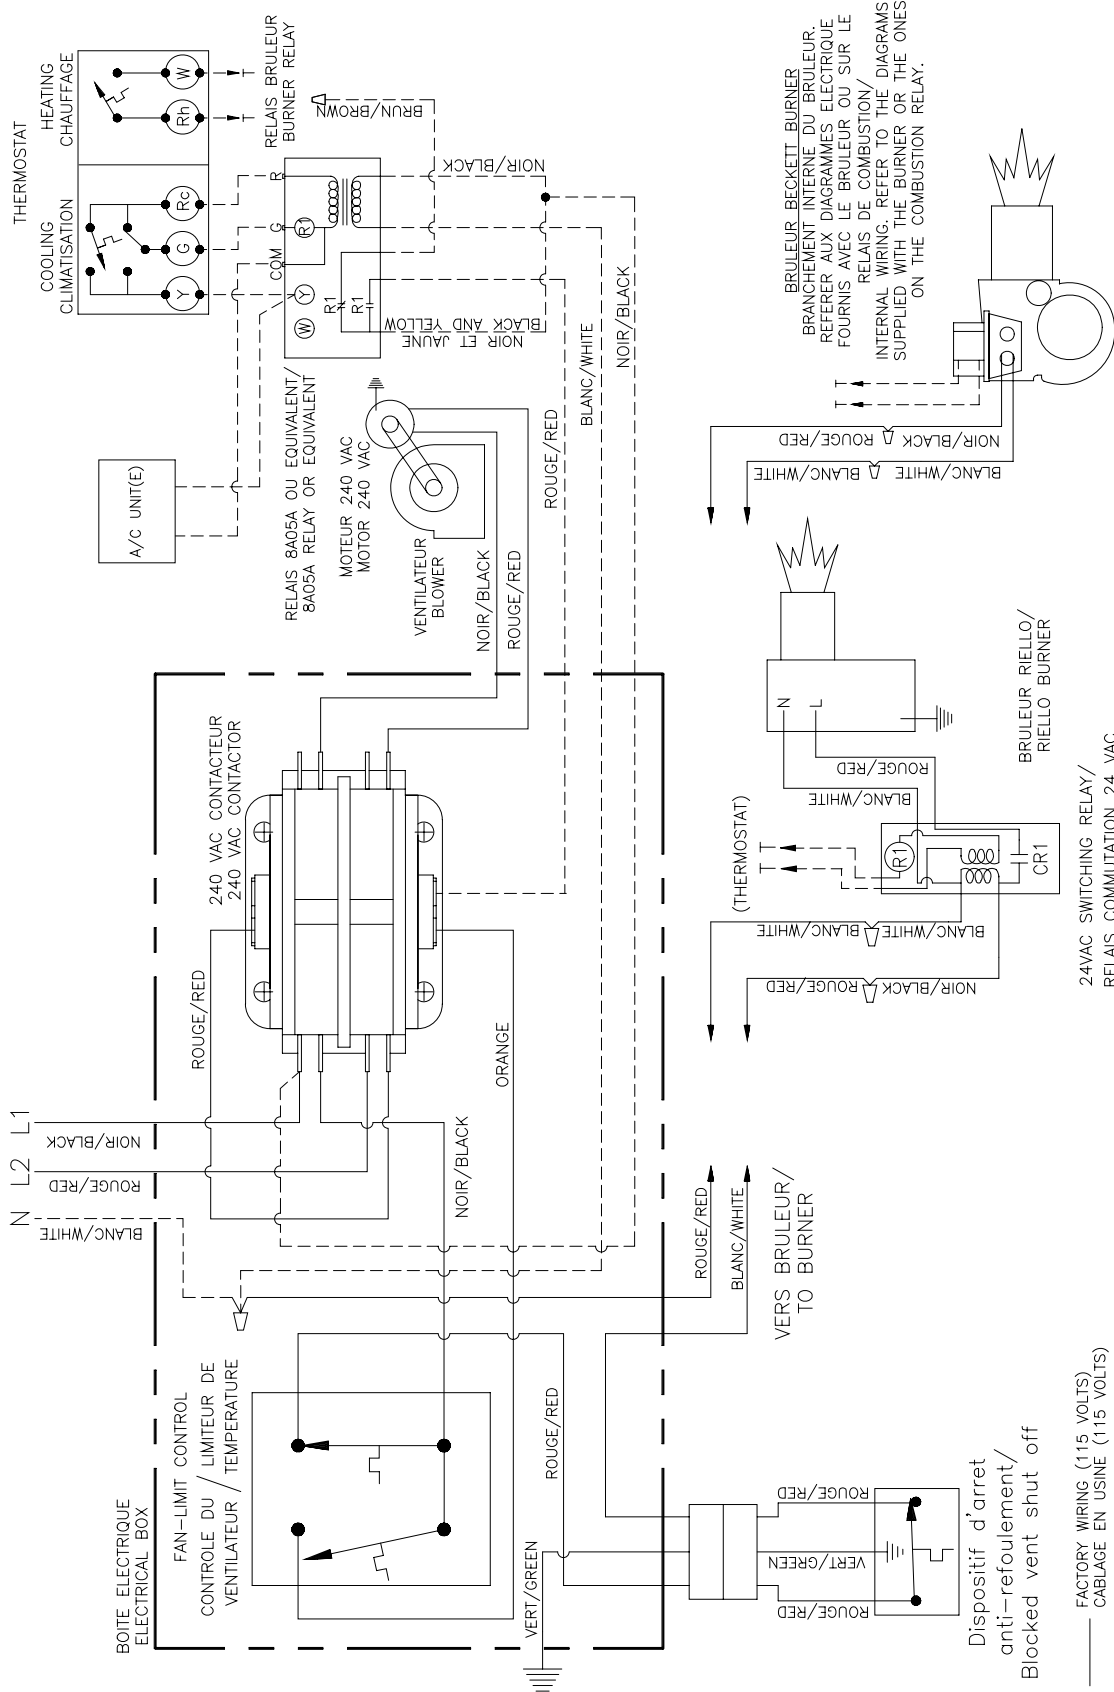 THERMOSTAT
HEATING
CHAUFFAGE
COOLING
CLIMATISATION
W
Rh
Rc
G
Y
RELAIS BRULEUR
BURNER RELAY
BRUN/BROWN
NOIR/BLACK
R
G
COM
R1
Y
W
R1
R1
NOIR ET JAUNE
BLACK AND YELLOW
RELAIS 8A05A OU EQUIVALENT/
8A05A RELAY OR EQUIVALENT
A/C UNIT(E)
MOTEUR 240 VAC
MOTOR 240 VAC
VENTILATEUR
BLOWER
NOIR/BLACK
ROUGE/RED
ROUGE/RED
BLANC/WHITE
NOIR/BLACK
BRULEUR BECKETT BURNER
BRANCHEMENT INTERNE DU BRULEUR.
REFERER AUX DIAGRAMMES ELECTRIQUE
FOURNIS AVEC LE BRULEUR OU SUR LE
RELAIS DE COMBUSTION/
INTERNAL WIRING. REFER TO THE DIAGRAMS
SUPPLIED WITH THE BURNER OR THE ONES
ON THE COMBUSTION RELAY.
ROUGE/RED
NOIR/BLACK
BLANC/WHITE
BLANC/WHITE
240 VAC CONTACTEUR
240 VAC CONTACTOR
ROUGE/RED
ORANGE
NOIR/BLACK
L1
L2
N
NOIR/BLACK
ROUGE/RED
BLANC/WHITE
BRULEUR RIELLO/
RIELLO BURNER
N
L
ROUGE/RED
BLANC/WHITE
(THERMOSTAT)
R1
CR1
BLANC/WHITE
BLANC/WHITE
ROUGE/RED
NOIR/BLACK
24VAC SWITCHING RELAY/
RELAIS COMMUTATION 24 VAC
ROUGE/RED
BLANC/WHITE
VERS BRULEUR/
TO BURNER
BOITE ELECTRIQUE
ELECTRICAL BOX
FAN-LIMIT CONTROL
CONTROLE DU / LIMITEUR DE
VENTILATEUR / TEMPERATURE
ROUGE/RED
VERT/GREEN
ROUGE/RED
VERT/GREEN
ROUGE/RED
Dispositif d'arret
anti-refoulement/
Blocked vent shut off
FACTORY WIRING (115 VOLTS)
CABLAGE EN USINE (115 VOLTS)